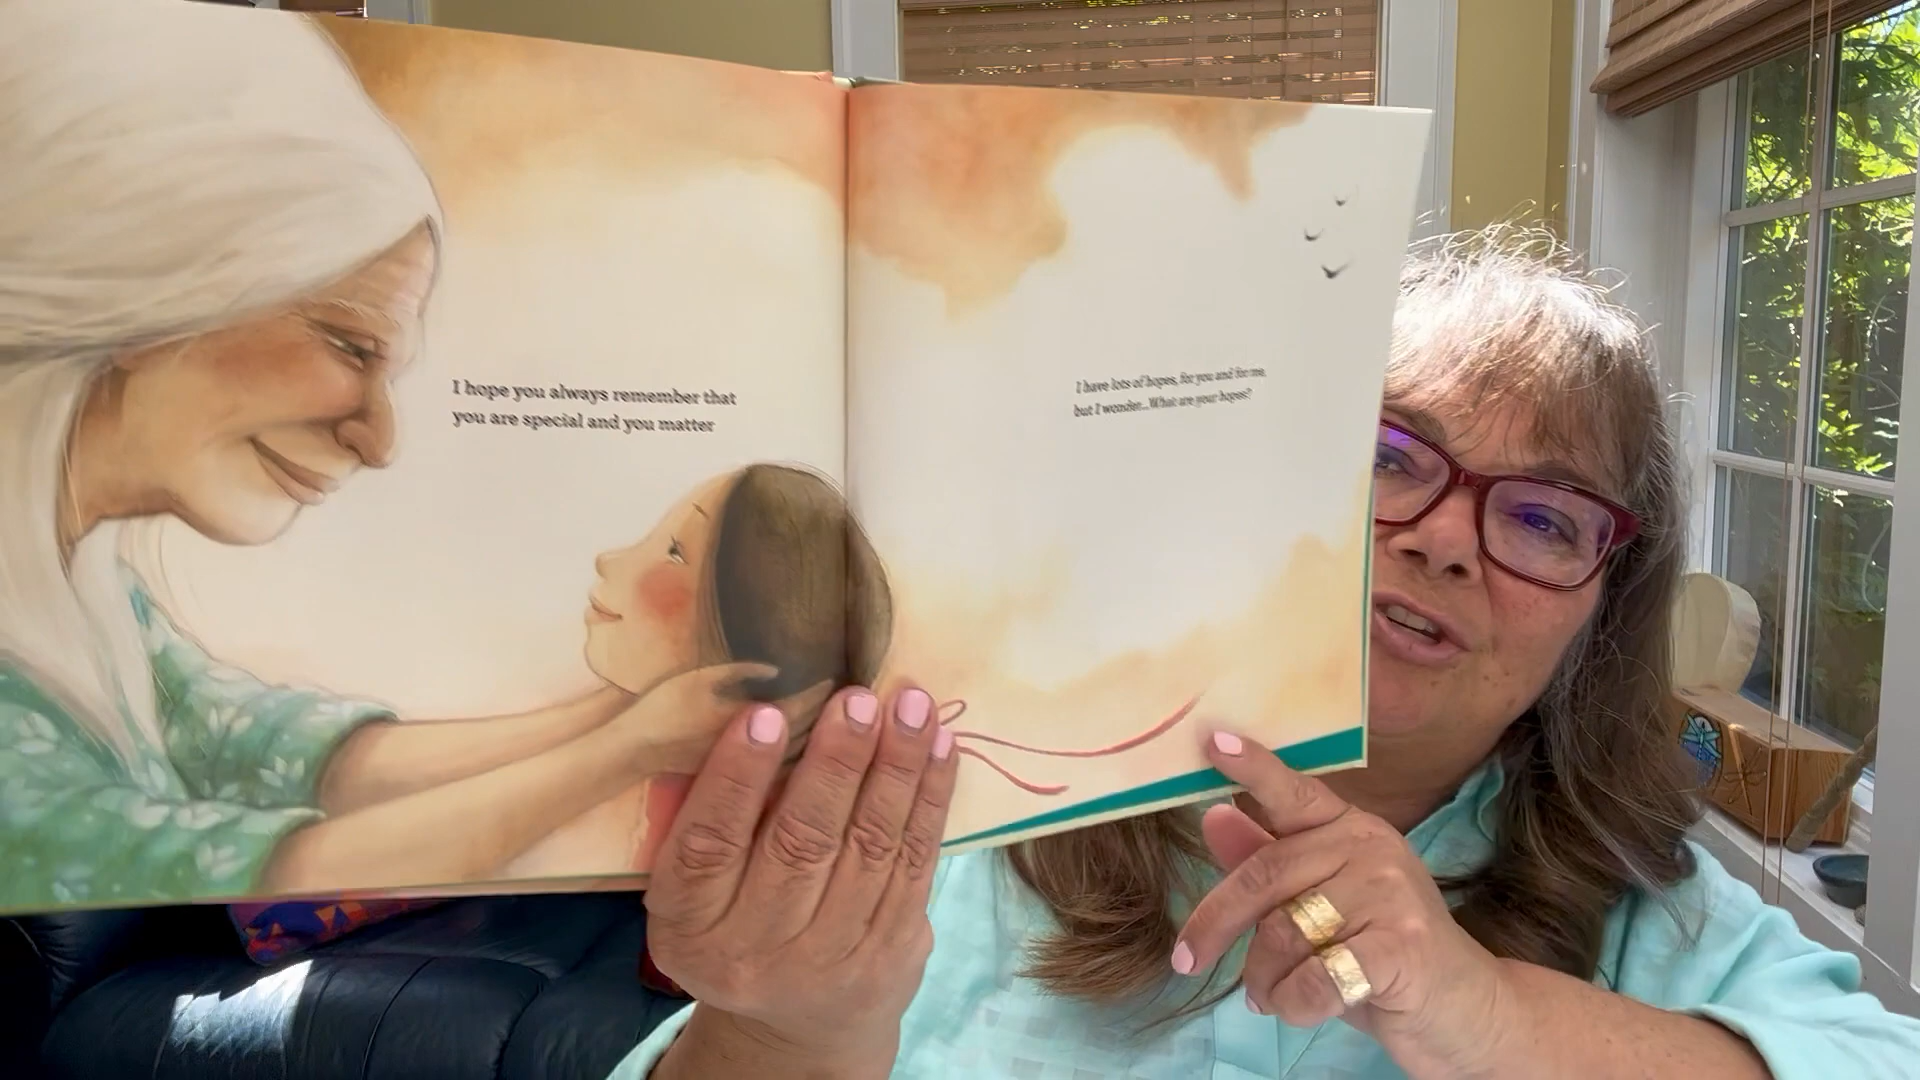 I hope you always remember that
you are special and you matter
I have lots of hopes, for you and for me,
but I wonder...What are your hopes?